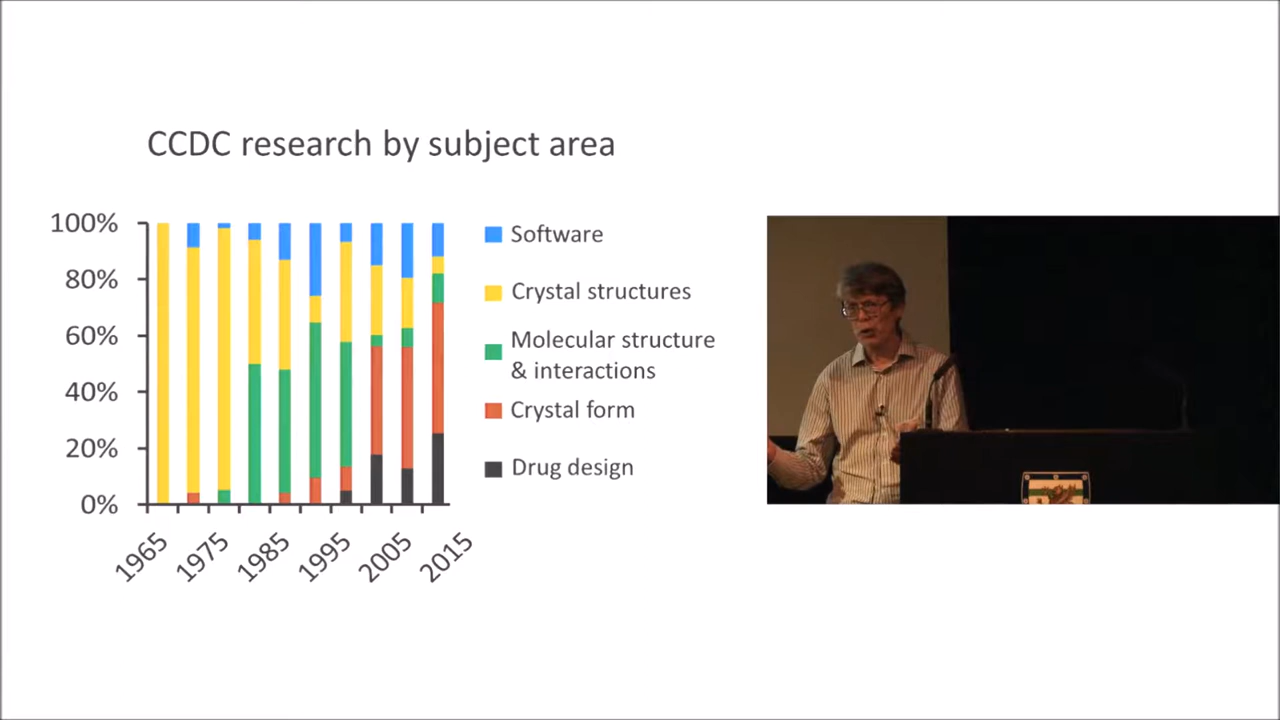 CCDC research by subject area
100%
80%
60%
40%
20%
0%
1965
1975
1985
1995
2005
2015
Software
Crystal structures
Molecular structure
& interactions
Crystal form
Drug design